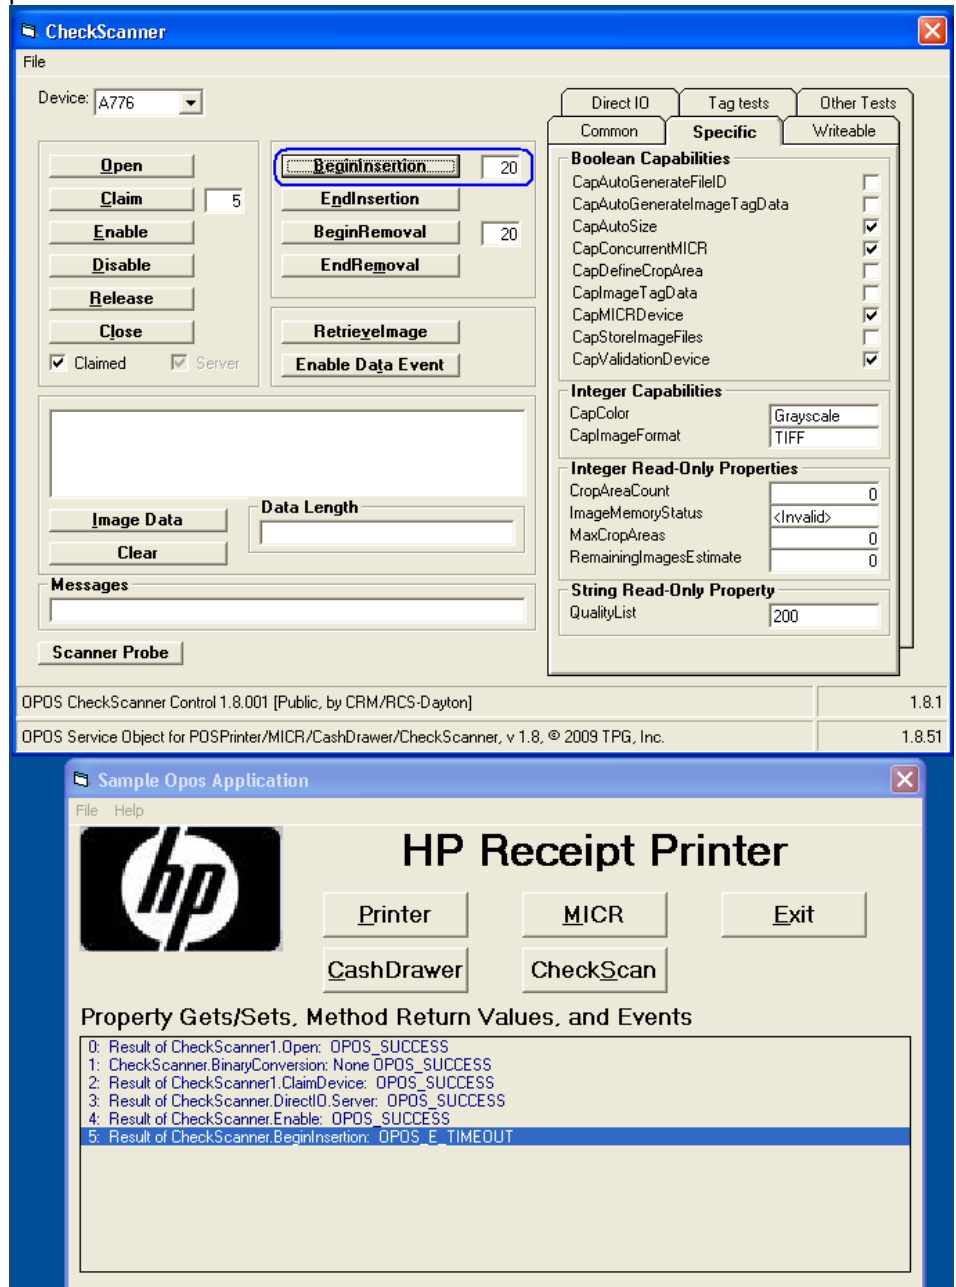 CheckScanner
File
Device: A776
Direct IO Tag tests Other Tests
Common Specific Writeable
Open
Claim 5
Enable
Disable
Release
Close
Claimed Server
BeginInsertion 20
EndInsertion
BeginRemoval 20
EndRemoval
RetrieveImage
Enable Data Event
Image Data
Clear
Data Length
Messages
Scanner Probe
Boolean Capabilities
CapAutoGenerateFileID
CapAutoGenerateImageTagData
CapAutoSize
CapConcurrentMICR
CapDefineCropArea
CapImageTagData
CapMICRDevice
CapStoreImageFiles
CapValidationDevice
Integer Capabilities
CapColor Grayscale
CapImageFormat TIFF
Integer Read-Only Properties
CropAreaCount 0
ImageMemoryStatus <Invalid>
MaxCropAreas 0
RemainingImagesEstimate 0
String Read-Only Property
QualityList 200
OPOS CheckScanner Control 1.8.001 [Public, by CRM/RCS-Dayton] 1.8.1
OPOS Service Object for POSPrinter/MICR/CashDrawer/CheckScanner, v 1.8, © 2009 TPG, Inc. 1.8.51
Sample Opos Application
File Help
hp
HP Receipt Printer
Printer MICR Exit
CashDrawer CheckScan
Property Gets/Sets, Method Return Values, and Events
0: Result of CheckScanner1.Open: OPOS_SUCCESS
1: CheckScanner.BinaryConversion: None OPOS_SUCCESS
2: Result of CheckScanner1.ClaimDevice: OPOS_SUCCESS
3: Result of CheckScanner.DirectIO.Server: OPOS_SUCCESS
4: Result of CheckScanner.Enable: OPOS_SUCCESS
5: Result of CheckScanner.BeginInsertion: OPOS_E_TIMEOUT